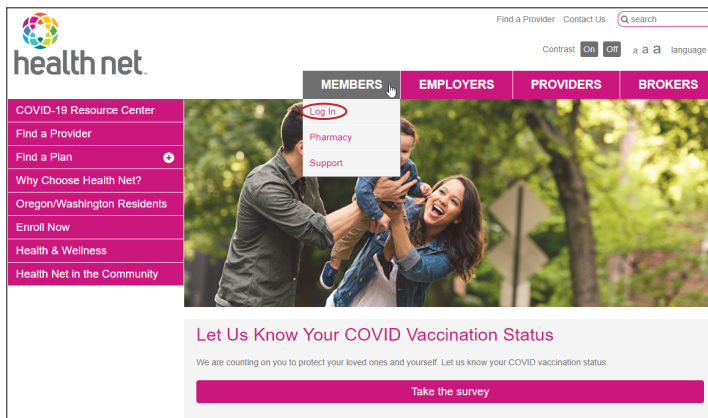 Find a Provider Contact Us search
health net
Contrast On Off a a a language
MEMBERS EMPLOYERS PROVIDERS BROKERS
Log In
Pharmacy
Support
COVID-19 Resource Center
Find a Provider
Find a Plan
Why Choose Health Net?
Oregon/Washington Residents
Enroll Now
Health & Wellness
Health Net in the Community
Let Us Know Your COVID Vaccination Status
We are counting on you to protect your loved ones and yourself. Let us know your COVID vaccination status.
Take the survey